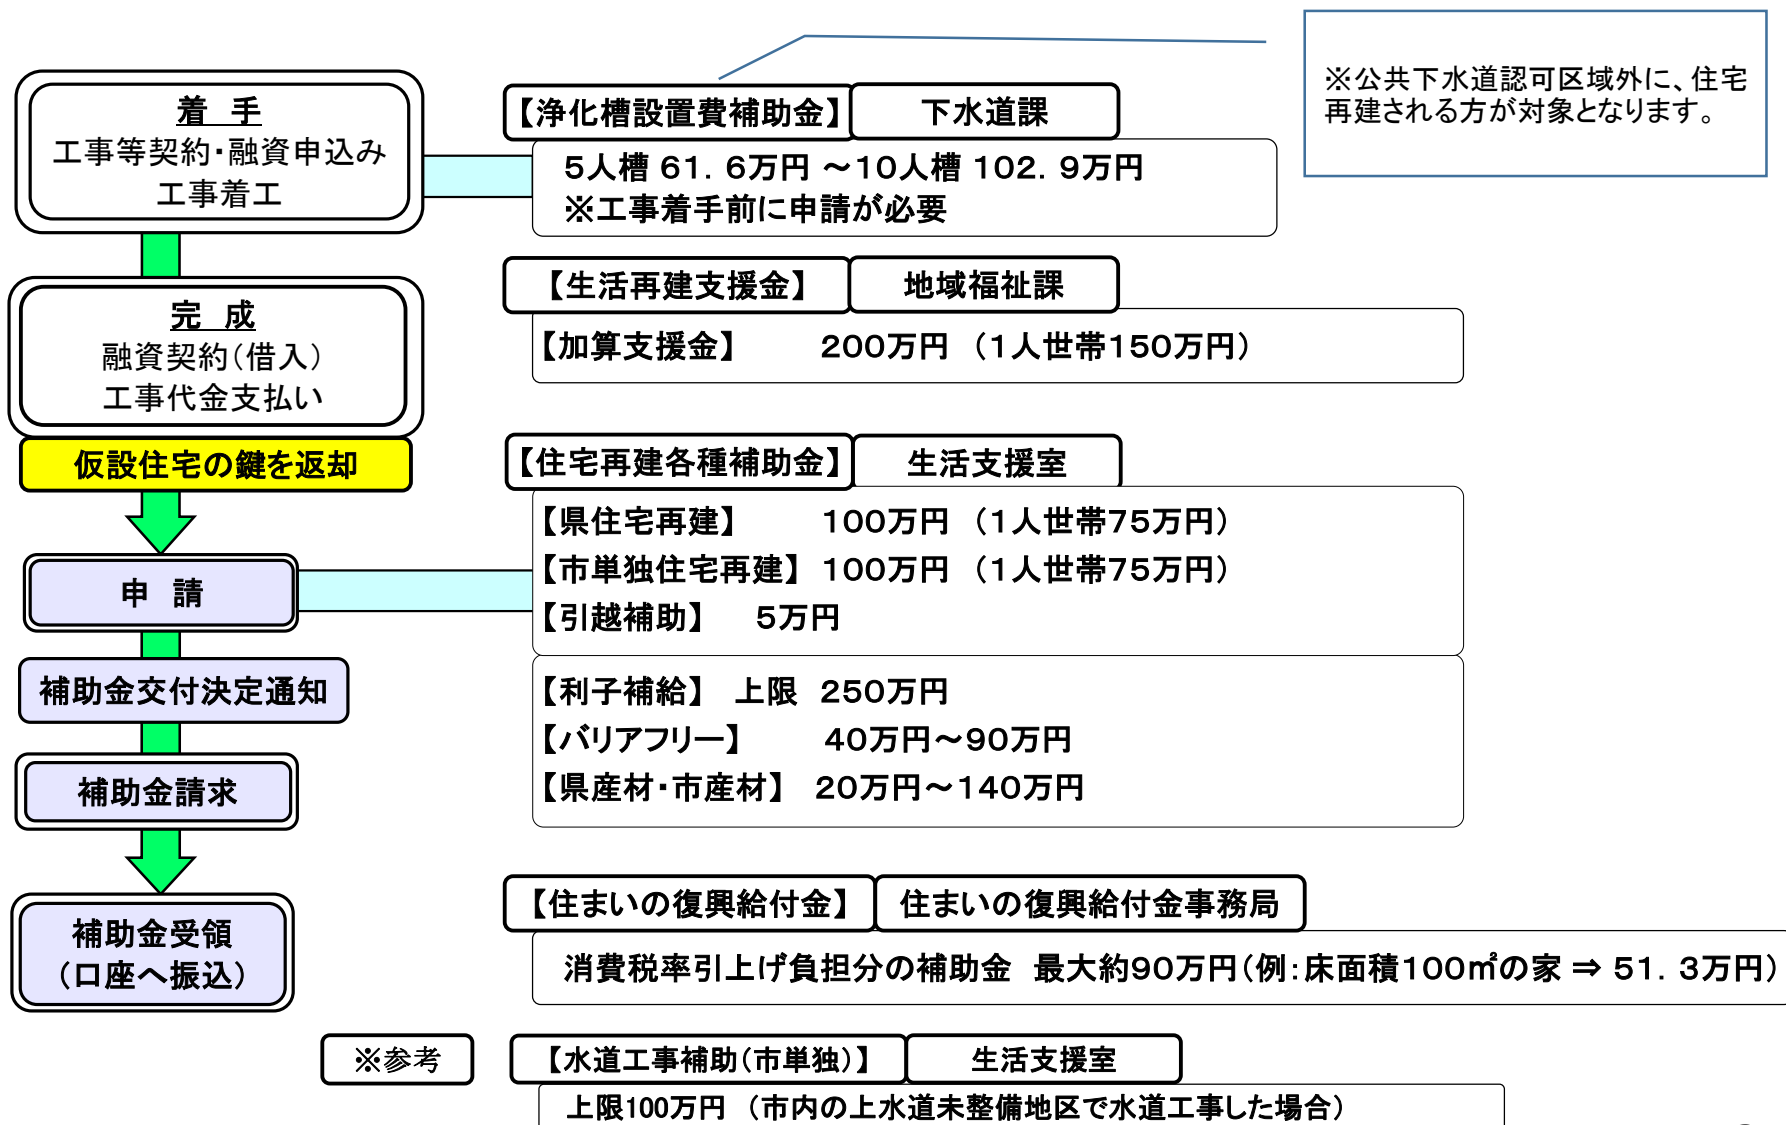 ※公共下水道認可区域外に、住宅
再建される方が対象となります。
着 手
工事等契約・融資申込み
工事着工
【浄化槽設置費補助金】 下水道課
5人槽 61.6万円 ~10人槽 102.9万円
※工事着手前に申請が必要
【生活再建支援金】 地域福祉課
【加算支援金】 200万円 (1人世帯150万円)
完 成
融資契約(借入)
工事代金支払い
仮設住宅の鍵を返却
【住宅再建各種補助金】 生活支援室
【県住宅再建】 100万円 (1人世帯75万円)
【市単独住宅再建】 100万円 (1人世帯75万円)
【引越補助】 5万円
申 請
補助金交付決定通知
【利子補給】 上限 250万円
【バリアフリー】 40万円~90万円
【県産材・市産材】 20万円~140万円
補助金請求
補助金受領
(口座へ振込)
【住まいの復興給付金】 住まいの復興給付金事務局
消費税率引上げ負担分の補助金 最大約90万円(例:床面積100㎡の家 ⇒ 51.3万円)
※参考
【水道工事補助(市単独)】 生活支援室
上限100万円 (市内の上水道未整備地区で水道工事した場合)